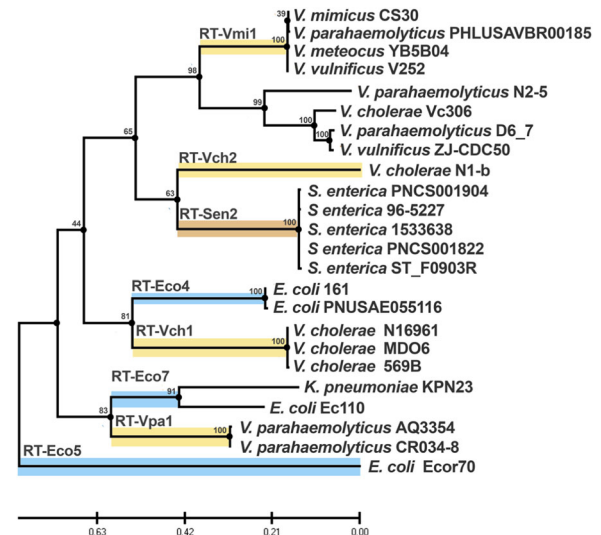 V. mimicus CS30
39
V. parahaemolyticus PHLUSAVBR00185
RT-Vmi1
100
V. meteocus YB5B04
V. vulnificus V252
98
V. parahaemolyticus N2-5
99
V. cholerae Vc306
100
V. parahaemolyticus D6_7
65
100
V. vulnificus ZJ-CDC50
RT-Vch2
V. cholerae N1-b
63
S. enterica PNCS001904
RT-Sen2
S enterica 96-5227
44
100
S. enterica 1533638
S enterica PNCS001822
S. enterica ST_F0903R
RT-Eco4
100
E. coli 161
E. coli PNUSAE055116
81
RT-Vch1
V. cholerae N16961
100
V. cholerae MDO6
V. cholerae 569B
RT-Eco7
91
K. pneumoniae KPN23
83
E. coli Ec110
RT-Vpa1
V. parahaemolyticus AQ3354
100
V. parahaemolyticus CR034-8
RT-Eco5
E. coli Ecor70
0.63 0.42 0.21 0.00